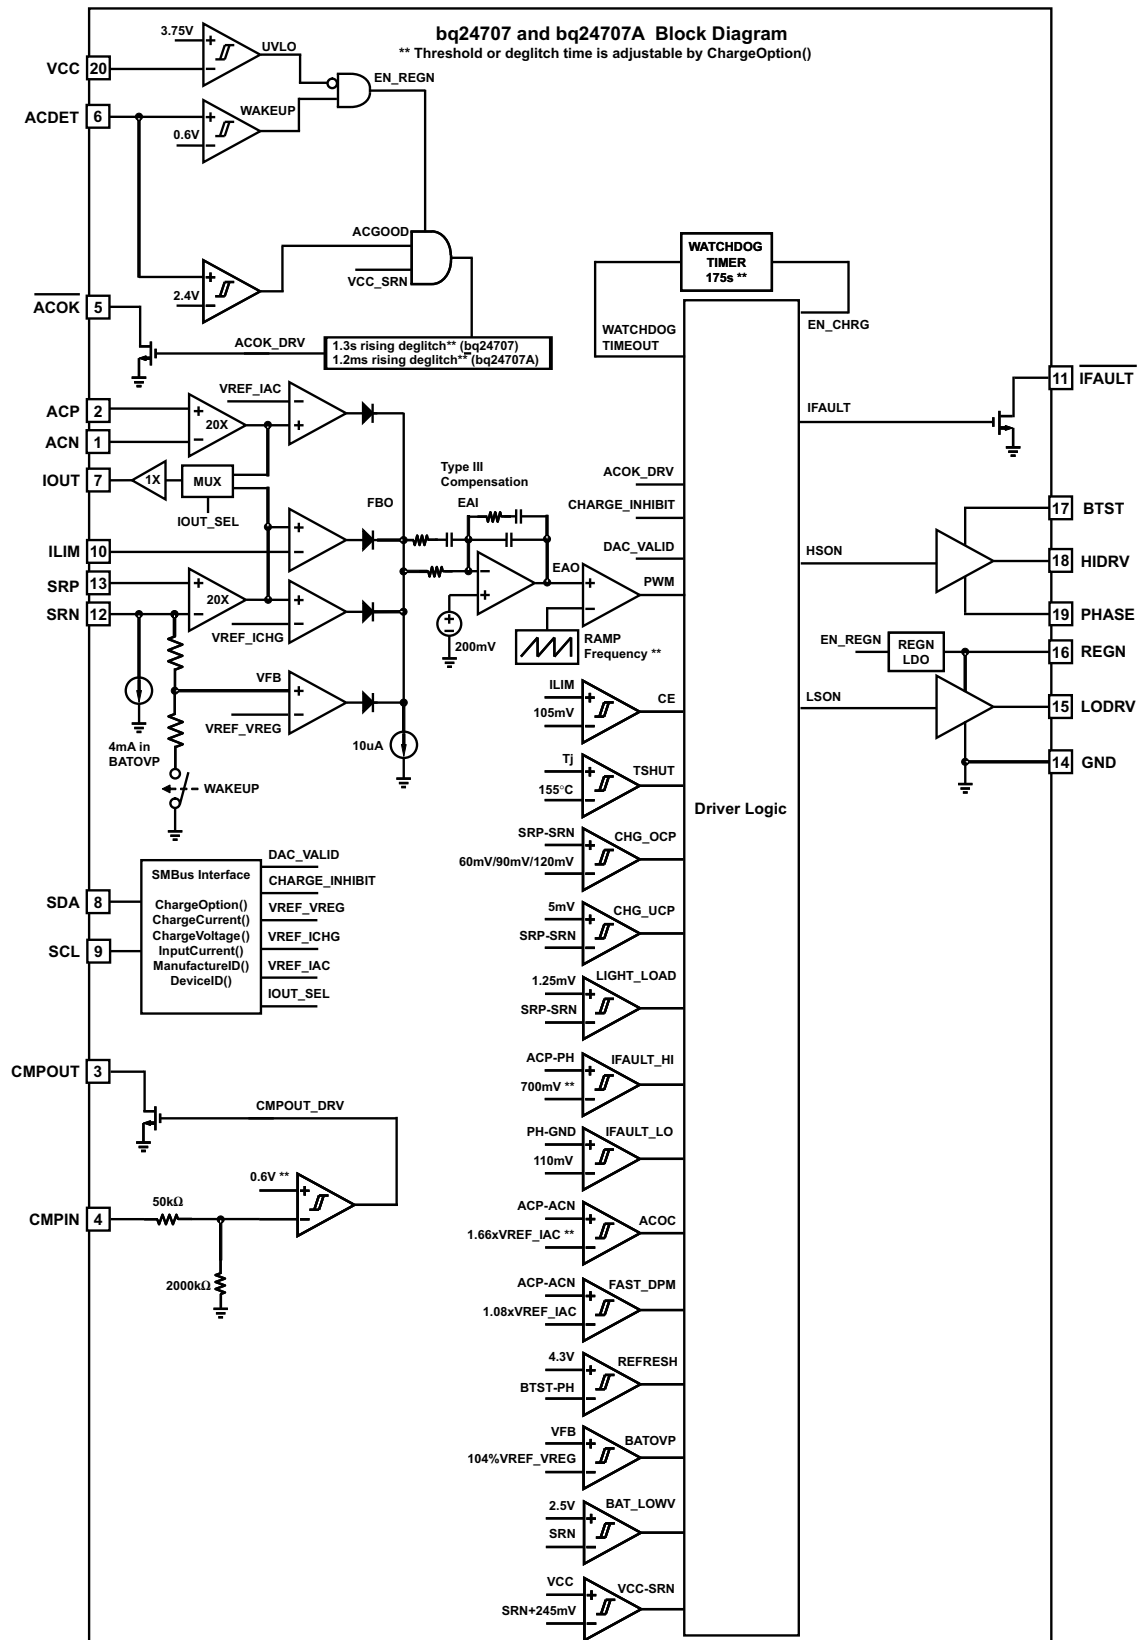 bq24707 and bq24707A Block Diagram
** Threshold or deglitch time is adjustable by ChargeOption()
3.75V
+
UVLO
VCC
20
−
EN_REGN
ACDET
6
+
WAKEUP
0.6V
−
ACGOOD
VCC_SRN
+
2.4V
−
ACOK
5
ACOK_DRV
1.3s rising deglitch** (bq24707)
1.2ms rising deglitch** (bq24707A)
WATCHDOG
TIMER
175s **
WATCHDOG
TIMEOUT
EN_CHRG
11
IFAULT
IFAULT
VREF_IAC
−
+
ACP
2
+
20X
ACN
1
−
IOUT
7
1X
MUX
IOUT_SEL
FBO
Type III
Compensation
EAI
ACOK_DRV
CHARGE_INHIBIT
DAC_VALID
ILIM
10
+
−
SRP
13
+
20X
SRN
12
−
+
−
VREF_ICHG
−
+
EAO
+
−
PWM
200mV
RAMP
Frequency **
HSON
17
BTST
18
HIDRV
19
PHASE
EN_REGN
REGN
LDO
16
REGN
LSON
15
LODRV
14
GND
VFB
+
VREF_VREG
−
4mA in
BATOVP
10uA
WAKEUP
ILIM
+
CE
105mV
−
Tj
+
TSHUT
155°C
−
Driver Logic
SRP-SRN
+
CHG_OCP
60mV/90mV/120mV
−
5mV
+
CHG_UCP
SRP-SRN
−
1.25mV
+
LIGHT_LOAD
SRP-SRN
−
ACP-PH
+
IFAULT_HI
700mV **
−
PH-GND
+
IFAULT_LO
110mV
−
ACP-ACN
+
ACOC
1.66xVREF_IAC **
−
ACP-ACN
+
FAST_DPM
1.08xVREF_IAC
−
4.3V
+
REFRESH
BTST-PH
−
VFB
+
BATOVP
104%VREF_VREG
−
2.5V
+
BAT_LOWV
SRN
−
VCC
+
VCC-SRN
SRN+245mV
−
SDA
8
SCL
9
SMBus Interface
ChargeOption()
ChargeCurrent()
ChargeVoltage()
InputCurrent()
ManufactureID()
DeviceID()
DAC_VALID
CHARGE_INHIBIT
VREF_VREG
VREF_ICHG
VREF_IAC
IOUT_SEL
CMPOUT
3
CMPOUT_DRV
0.6V **
+
−
CMPIN
4
50kΩ
2000kΩ